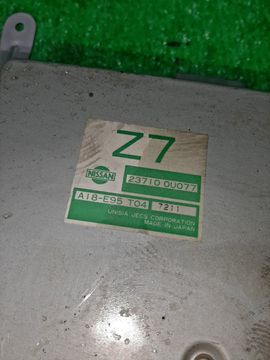 Z7
NISSAN
23710 0U077
A18-E95 T04 7211
UNISIA JECS CORPORATION
MADE IN JAPAN